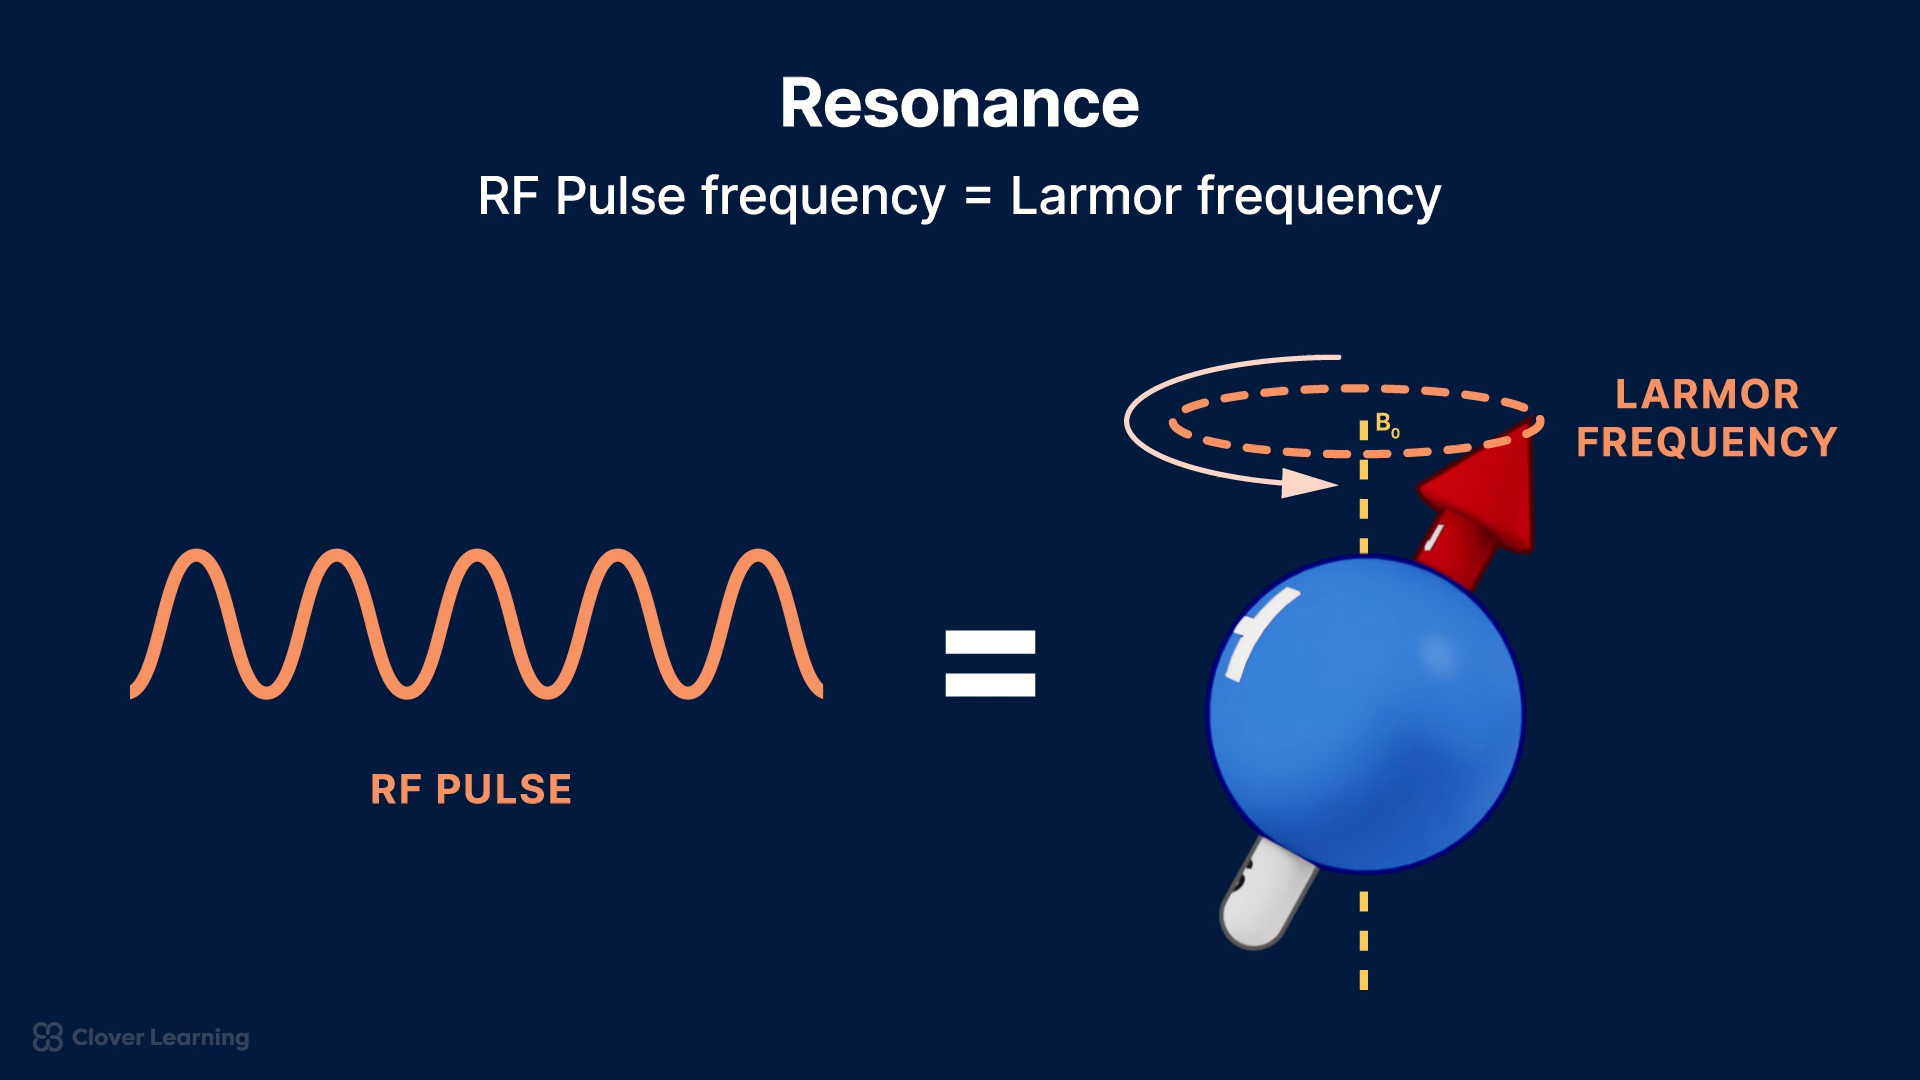 Resonance
RF Pulse frequency = Larmor frequency
LARMOR
FREQUENCY
B₀
=
RF PULSE
Clover Learning